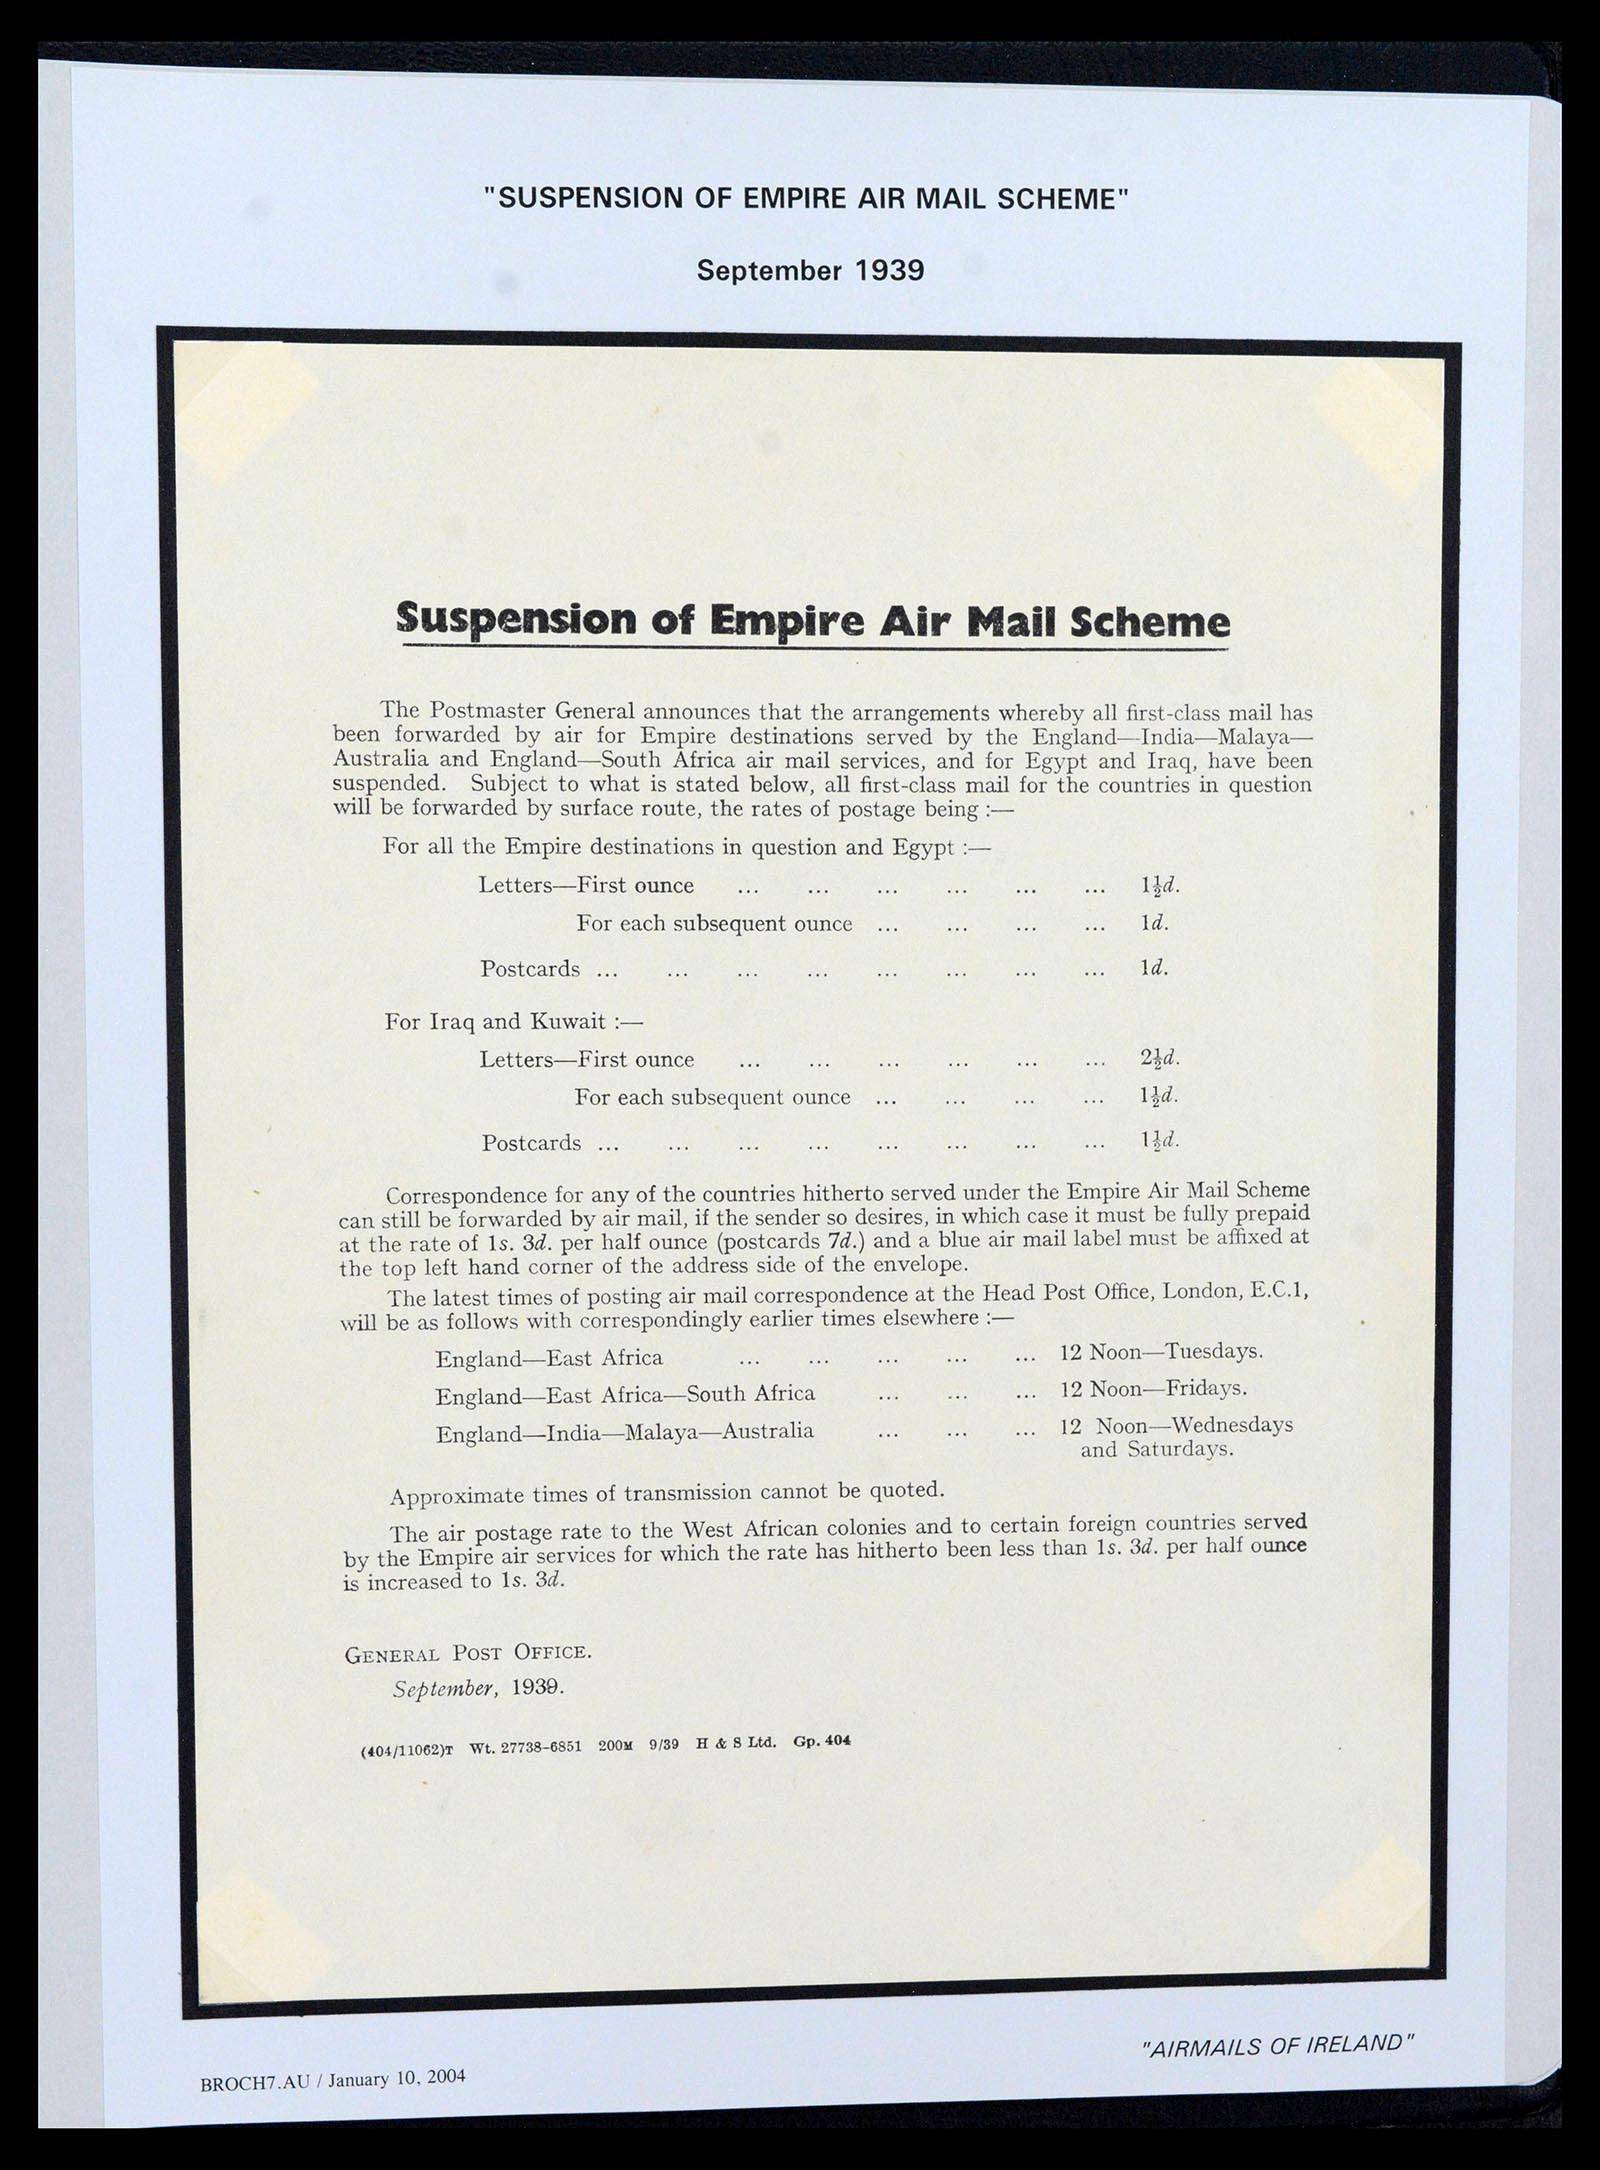 "SUSPENSION OF EMPIRE AIR MAIL SCHEME"
September 1939
Suspension of Empire Air Mail Scheme
The Postmaster General announces that the arrangements whereby all first-class mail has
been forwarded by air for Empire destinations served by the England—India—Malaya—
Australia and England—South Africa air mail services, and for Egypt and Iraq, have been
suspended. Subject to what is stated below, all first-class mail for the countries in question
will be forwarded by surface route, the rates of postage being :—
For all the Empire destinations in question and Egypt :—
Letters—First ounce ... ... ... ... ... ... 1½d.
For each subsequent ounce ... ... ... ... 1d.
Postcards ... ... ... ... ... ... ... ... 1d.
For Iraq and Kuwait :—
Letters—First ounce ... ... ... ... ... ... 2½d.
For each subsequent ounce ... ... ... ... 1½d.
Postcards ... ... ... ... ... ... ... ... 1½d.
Correspondence for any of the countries hitherto served under the Empire Air Mail Scheme
can still be forwarded by air mail, if the sender so desires, in which case it must be fully prepaid
at the rate of 1s. 3d. per half ounce (postcards 7d.) and a blue air mail label must be affixed at
the top left hand corner of the address side of the envelope.
The latest times of posting air mail correspondence at the Head Post Office, London, E.C.1,
will be as follows with correspondingly earlier times elsewhere :—
England—East Africa ... ... ... ... ... 12 Noon—Tuesdays.
England—East Africa—South Africa ... ... ... 12 Noon—Fridays.
England—India—Malaya—Australia ... ... ... 12 Noon—Wednesdays
and Saturdays.
Approximate times of transmission cannot be quoted.
The air postage rate to the West African colonies and to certain foreign countries served
by the Empire air services for which the rate has hitherto been less than 1s. 3d. per half ounce
is increased to 1s. 3d.
GENERAL POST OFFICE.
September, 1939.
(404/11062)T Wt. 27738-6851 200M 9/39 H & S Ltd. Gp. 404
"AIRMAILS OF IRELAND"
BROCH7.AU / January 10, 2004